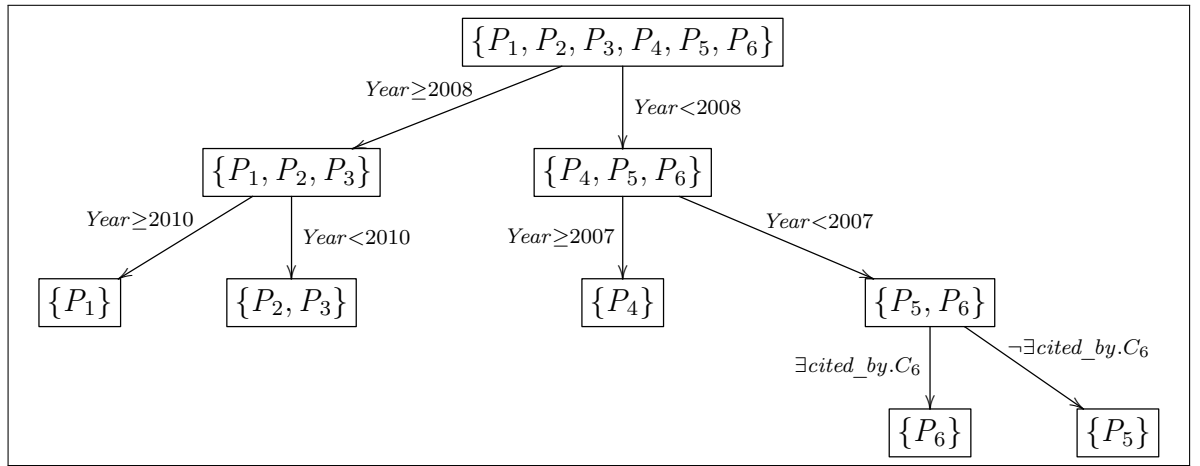 {P₁, P₂, P₃, P₄, P₅, P₆}
Year≥2008
Year<2008
{P₁, P₂, P₃}
{P₄, P₅, P₆}
Year≥2010
Year<2010
Year≥2007
Year<2007
{P₁}
{P₂, P₃}
{P₄}
{P₅, P₆}
∃cited_by.C₆
¬∃cited_by.C₆
{P₆}
{P₅}